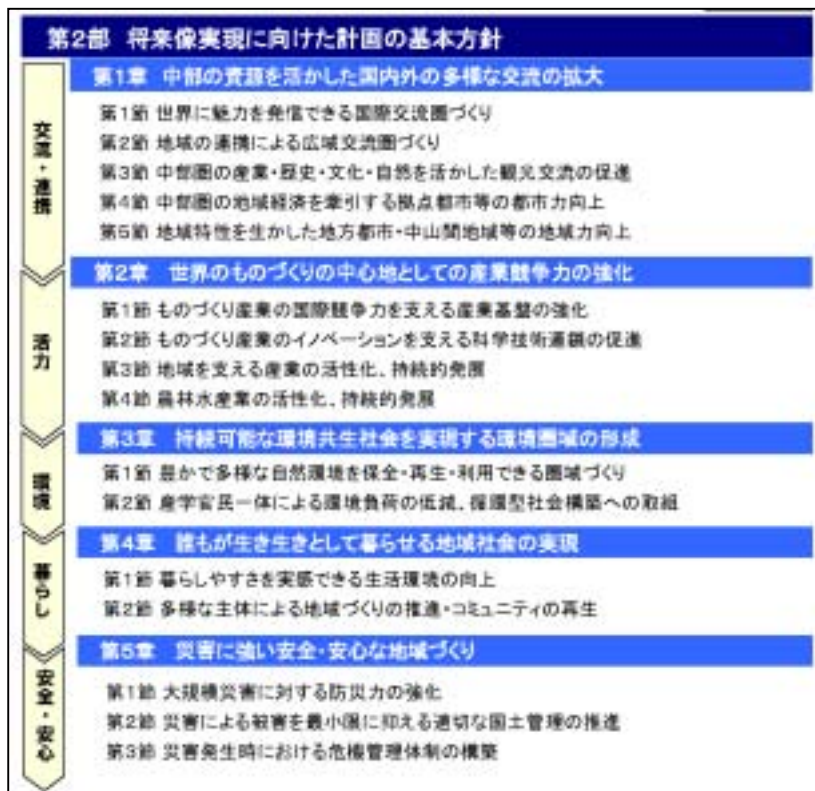 第2部 将来像実現に向けた計画の基本方針
交流・連携
第1章 中部の資源を活かした国内外の多様な交流の拡大
第1節 世界に魅力を発信できる国際交流圏づくり
第2節 地域の連携による広域交流圏づくり
第3節 中部圏の産業・歴史・文化・自然を活かした観光交流の促進
第4節 中部圏の地域経済を牽引する拠点都市等の都市力向上
第5節 地域特性を生かした地方都市・中山間地域等の地域力向上
活力
第2章 世界のものづくりの中心地としての産業競争力の強化
第1節 ものづくり産業の国際競争力を支える産業基盤の強化
第2節 ものづくり産業のイノベーションを支える科学技術連鎖の促進
第3節 地域を支える産業の活性化、持続的発展
第4節 農林水産業の活性化、持続的発展
環境
第3章 持続可能な環境共生社会を実現する環境圏域の形成
第1節 豊かで多様な自然環境を保全・再生・利用できる圏域づくり
第2節 産学官民一体による環境負荷の低減、循環型社会構築への取組
暮らし
第4章 誰もが生き生きとして暮らせる地域社会の実現
第1節 暮らしやすさを実感できる生活環境の向上
第2節 多様な主体による地域づくりの推進・コミュニティの再生
安全・安心
第5章 災害に強い安全・安心な地域づくり
第1節 大規模災害に対する防災力の強化
第2節 災害による被害を最小限に抑える適切な国土管理の推進
第3節 災害発生時における危機管理体制の構築